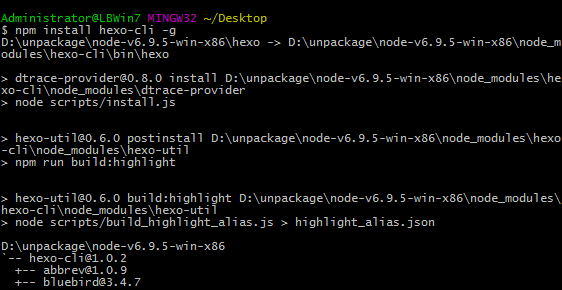 Administrator@LBWin7 MINGW32 ~/Desktop
$ npm install hexo-cli -g
D:\unpackage\node-v6.9.5-win-x86\hexo -> D:\unpackage\node-v6.9.5-win-x86\node_m
odules\hexo-cli\bin\hexo
> dtrace-provider@0.8.0 install D:\unpackage\node-v6.9.5-win-x86\node_modules\he
xo-cli\node_modules\dtrace-provider
> node scripts/install.js
> hexo-util@0.6.0 postinstall D:\unpackage\node-v6.9.5-win-x86\node_modules\hexo
-cli\node_modules\hexo-util
> npm run build:highlight
> hexo-util@0.6.0 build:highlight D:\unpackage\node-v6.9.5-win-x86\node_modules\
hexo-cli\node_modules\hexo-util
> node scripts/build_highlight_alias.js > highlight_alias.json
D:\unpackage\node-v6.9.5-win-x86
`-- hexo-cli@1.0.2
  +-- abbrev@1.0.9
  +-- bluebird@3.4.7